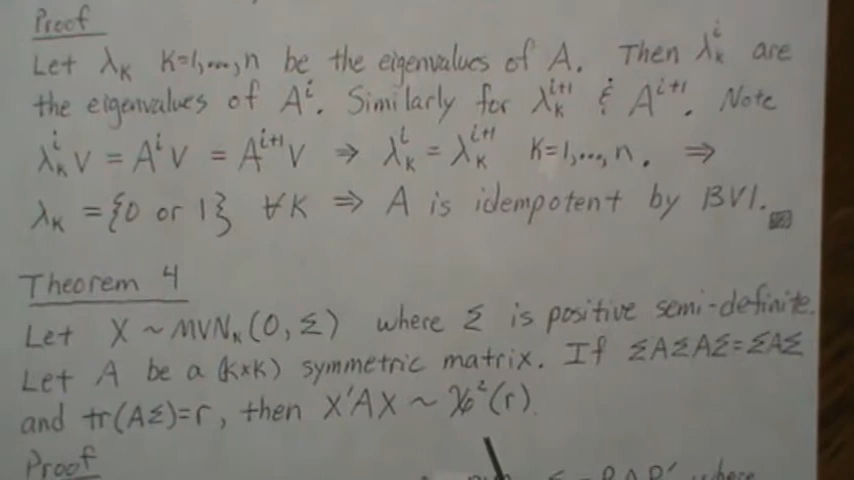 Proof
Let λₖ K=1,...,n be the eigenvalues of A. Then λₖⁱ are
the eigenvalues of Aⁱ. Similarly for λₖⁱ⁺¹ & Aⁱ⁺¹. Note
λₖⁱ V = Aⁱ V = Aⁱ⁺¹ V ⇒ λₖⁱ = λₖⁱ⁺¹ K=1,...,n. ⇒
λₖ = {0 or 1} ∀K ⇒ A is idempotent by BVI.
Theorem 4
Let X ~ MVNₖ(0, Σ) where Σ is positive semi-definite.
Let A be a (K×K) symmetric matrix. If ΣAΣAΣ=ΣAΣ
and tr(AΣ)=r, then X'AX ~ χ²(r).
Proof
where